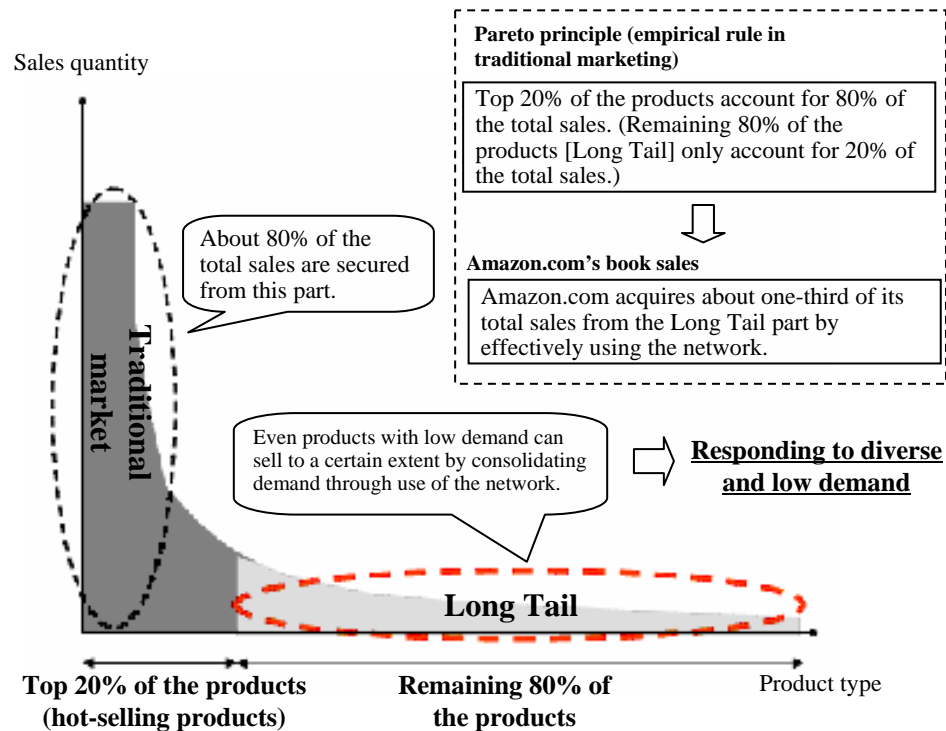 Sales quantity
Pareto principle (empirical rule in
traditional marketing)
Top 20% of the products account for 80% of
the total sales. (Remaining 80% of the
products [Long Tail] only account for 20% of
the total sales.)
Amazon.com’s book sales
Amazon.com acquires about one-third of its
total sales from the Long Tail part by
effectively using the network.
About 80% of the
total sales are secured
from this part.
Traditional
market
Even products with low demand can
sell to a certain extent by consolidating
demand through use of the network.
Responding to diverse
and low demand
Long Tail
Top 20% of the products
(hot-selling products)
Remaining 80% of
the products
Product type